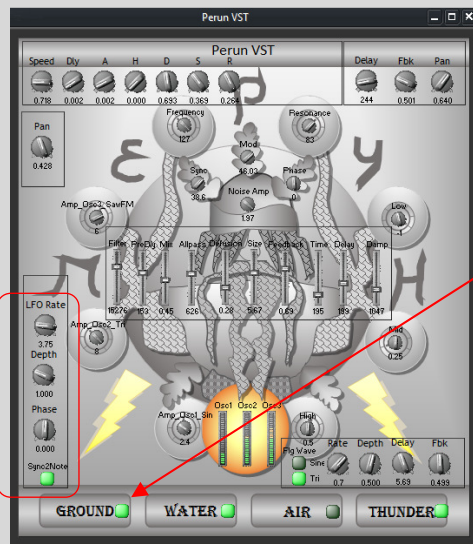 Perun VST
Perun VST
Speed Dly A H D S R
0.718 0.002 0.002 0.000 0.693 0.369 0.264
Delay Fbk Pan
244 0.501 0.640
Pan
0.428
Frequency
127
Resonance
83
Mod
46.03
Sync
38.6
Phase
0
Noise Amp
1.97
Amp_Osc3_SawFM
6
Low
4
Filter PreDly Mix Allpass Diffusion Size Feedback Time Delay Damp
15276 153 0.45 626 0.28 5.67 0.69 195 199 1047
е р у
П Н
LFO Rate
3.75
Depth
1.000
Phase
0.000
Sync2Note
Amp_Osc2_Tri
8
Mid
0.25
Amp_Osc1_Sin
2.4
Osc1 Osc2 Osc3
High
0.5
Flg Wave
Sine
Tri
Rate Depth Delay Fbk
0.7 0.500 5.69 0.499
GROUND WATER AIR THUNDER